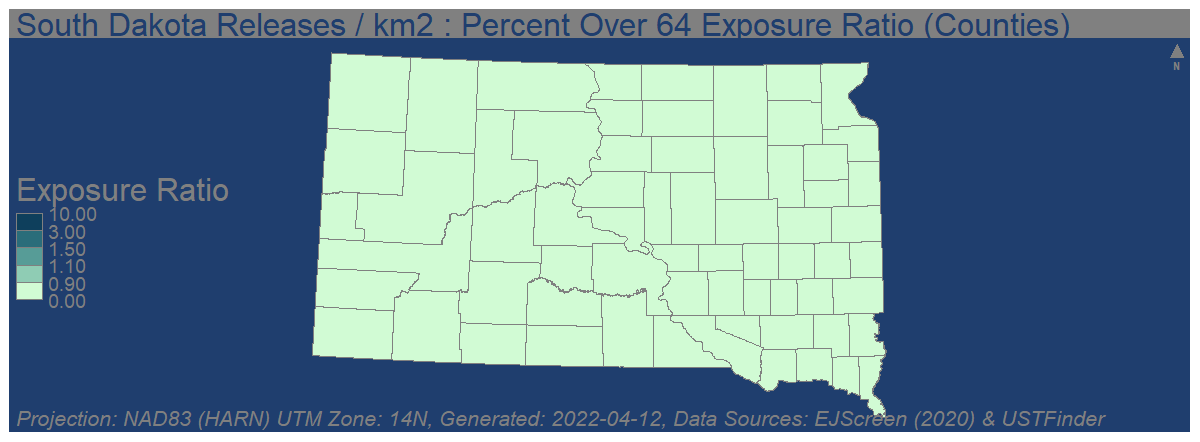 South Dakota Releases / km2 : Percent Over 64 Exposure Ratio (Counties)
N
Exposure Ratio
10.00
3.00
1.50
1.10
0.90
0.00
Projection: NAD83 (HARN) UTM Zone: 14N, Generated: 2022-04-12, Data Sources: EJScreen (2020) & USTFinder